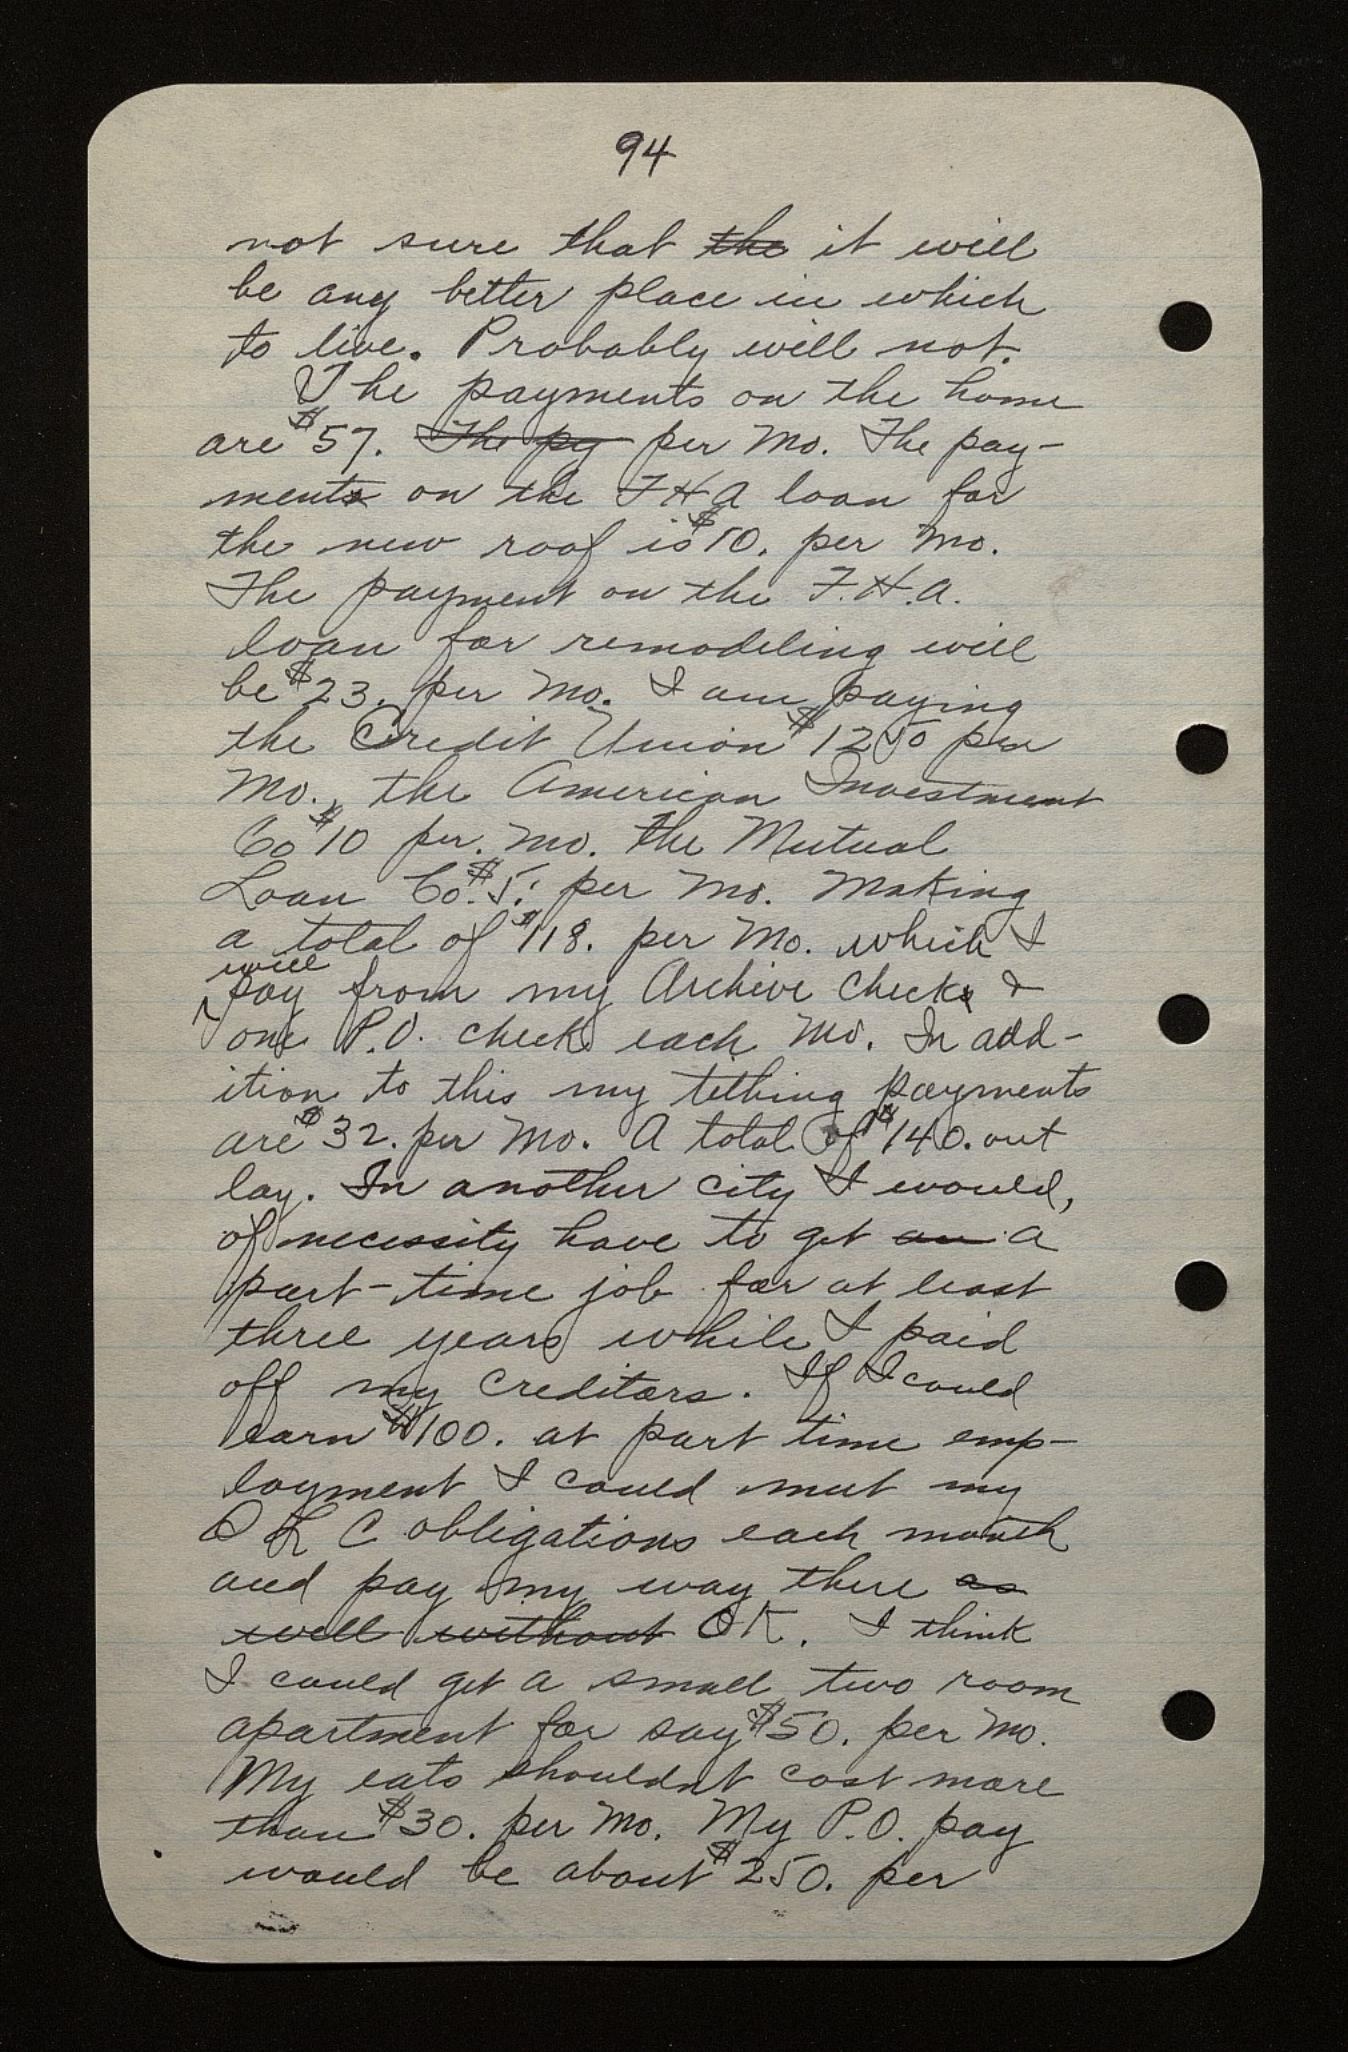 94
not sure that the it will
be any better place in which
to live. Probably will not.
The payments on the home
are $57. The pay per Mo. The pay-
ments on the FHA loan for
the new roof is $10. per Mo.
The payment on the F.H.A.
loan for remodeling will
be $23. per Mo. I am paying
the Credit Union $12 50 per
Mo., the American Investment
Co $10 per. Mo. the Mutual
Loan Co. $5. per Mo. Making
a total of $118. per Mo. which I
will
pay from my Archive checks &
one P.O. check each Mo. In add-
ition to this my tithing payments
are $32. per Mo. A total of $140. out
lay. In another city I would,
of necessity have to get an a
part-time job for at least
three years while I paid
off my creditors. If I could
earn $100. at part time emp-
loyment I could meet my
S L C obligations each month
and pay my way there as
well without OK. I think
I could get a small two room
apartment for say $50. per Mo.
My eats shouldnt cost more
than $30. per Mo. My P.O. pay
would be about $250. per